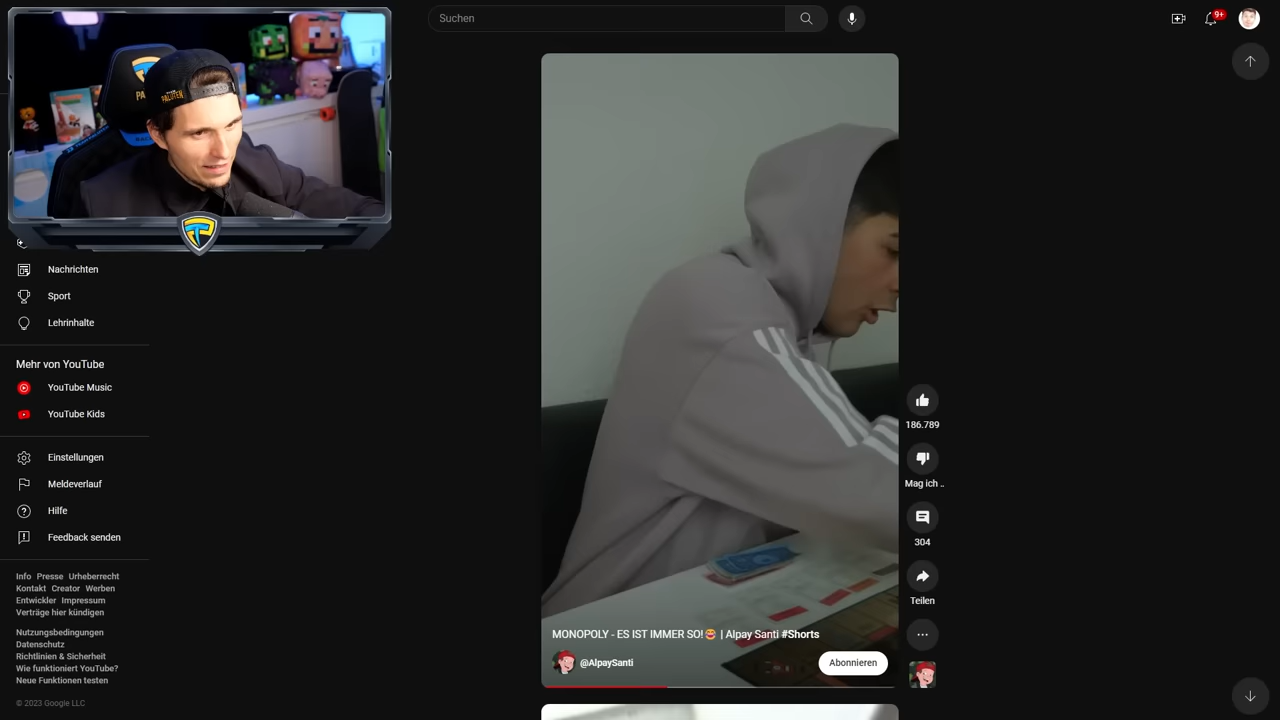 Suchen
9+
PALUTEN
PA
Nachrichten
Sport
Lehrinhalte
Mehr von YouTube
YouTube Music
YouTube Kids
Einstellungen
Meldeverlauf
Hilfe
Feedback senden
Info Presse Urheberrecht
Kontakt Creator Werben
Entwickler Impressum
Verträge hier kündigen
Nutzungsbedingungen
Datenschutz
Richtlinien & Sicherheit
Wie funktioniert YouTube?
Neue Funktionen testen
© 2023 Google LLC
MONOPOLY - ES IST IMMER SO!🥰 | Alpay Santi #Shorts
@AlpaySanti
Abonnieren
186.789
Mag ich ..
304
Teilen